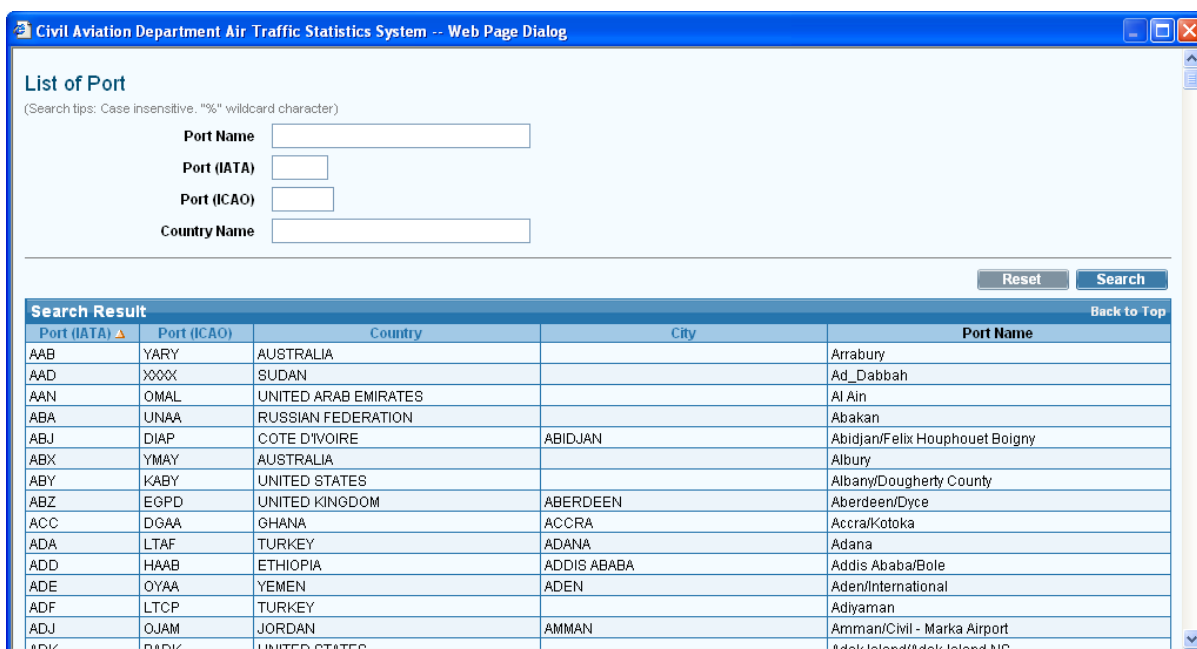 Civil Aviation Department Air Traffic Statistics System -- Web Page Dialog
List of Port
(Search tips: Case insensitive. "%" wildcard character)
Port Name
Port (IATA)
Port (ICAO)
Country Name
Reset Search
Search Result Back to Top
Port (IATA) Port (ICAO) Country City Port Name
AAB YARY AUSTRALIA Arrabury
AAD XXXX SUDAN Ad_Dabbah
AAN OMAL UNITED ARAB EMIRATES Al Ain
ABA UNAA RUSSIAN FEDERATION Abakan
ABJ DIAP COTE D'IVOIRE ABIDJAN Abidjan/Felix Houphouet Boigny
ABX YMAY AUSTRALIA Albury
ABY KABY UNITED STATES Albany/Dougherty County
ABZ EGPD UNITED KINGDOM ABERDEEN Aberdeen/Dyce
ACC DGAA GHANA ACCRA Accra/Kotoka
ADA LTAF TURKEY ADANA Adana
ADD HAAB ETHIOPIA ADDIS ABABA Addis Ababa/Bole
ADE OYAA YEMEN ADEN Aden/International
ADF LTCP TURKEY Adiyaman
ADJ OJAM JORDAN AMMAN Amman/Civil - Marka Airport
UNITED STATES